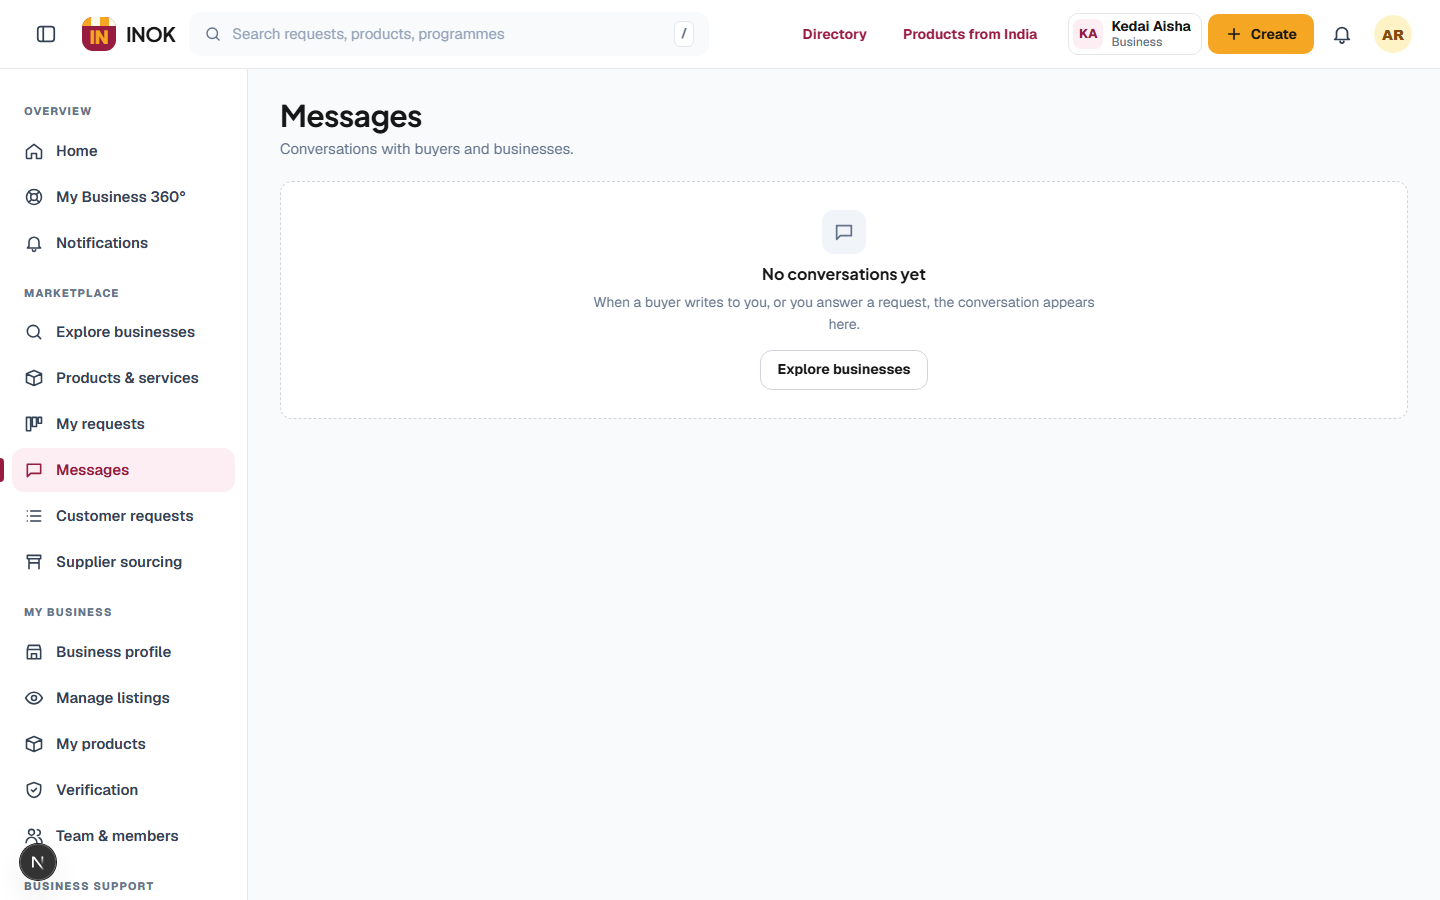 IN INOK
Search requests, products, programmes
/
Directory
Products from India
KA
Kedai Aisha
Business
Create
AR
OVERVIEW
Home
My Business 360°
Notifications
MARKETPLACE
Explore businesses
Products & services
My requests
Messages
Customer requests
Supplier sourcing
MY BUSINESS
Business profile
Manage listings
My products
Verification
Team & members
N
BUSINESS SUPPORT
Messages
Conversations with buyers and businesses.
No conversations yet
When a buyer writes to you, or you answer a request, the conversation appears
here.
Explore businesses